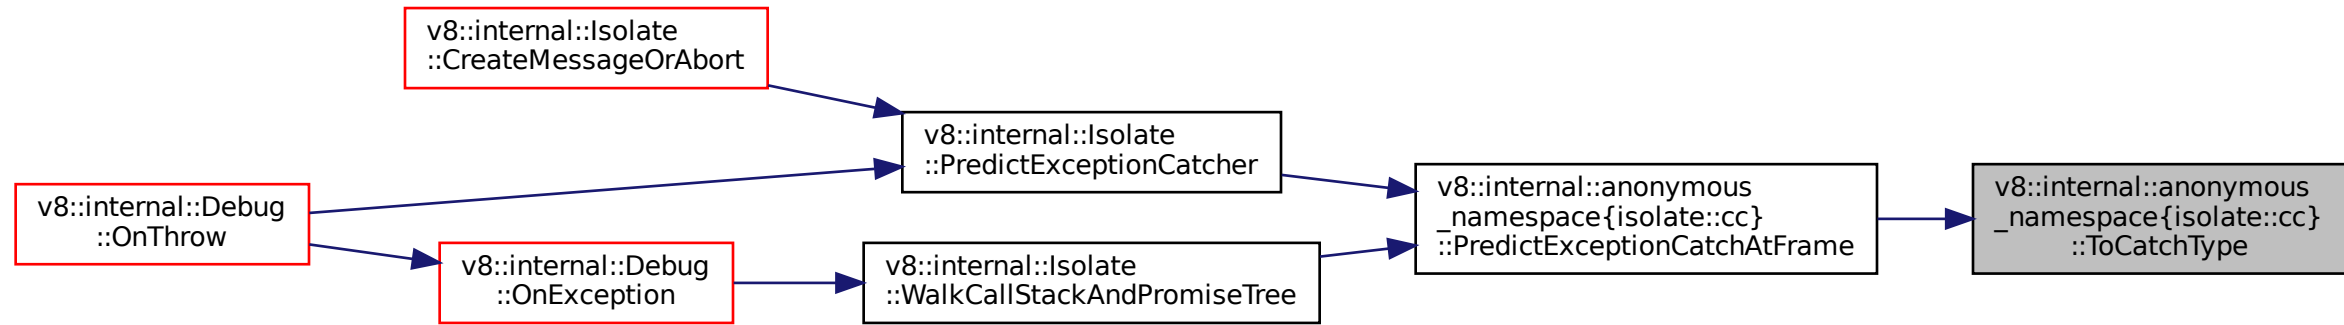 v8::internal::Isolate
::CreateMessageOrAbort
v8::internal::Isolate
::PredictExceptionCatcher
v8::internal::anonymous
_namespace{isolate::cc}
::PredictExceptionCatchAtFrame
v8::internal::anonymous
_namespace{isolate::cc}
::ToCatchType
v8::internal::Debug
::OnThrow
v8::internal::Debug
::OnException
v8::internal::Isolate
::WalkCallStackAndPromiseTree